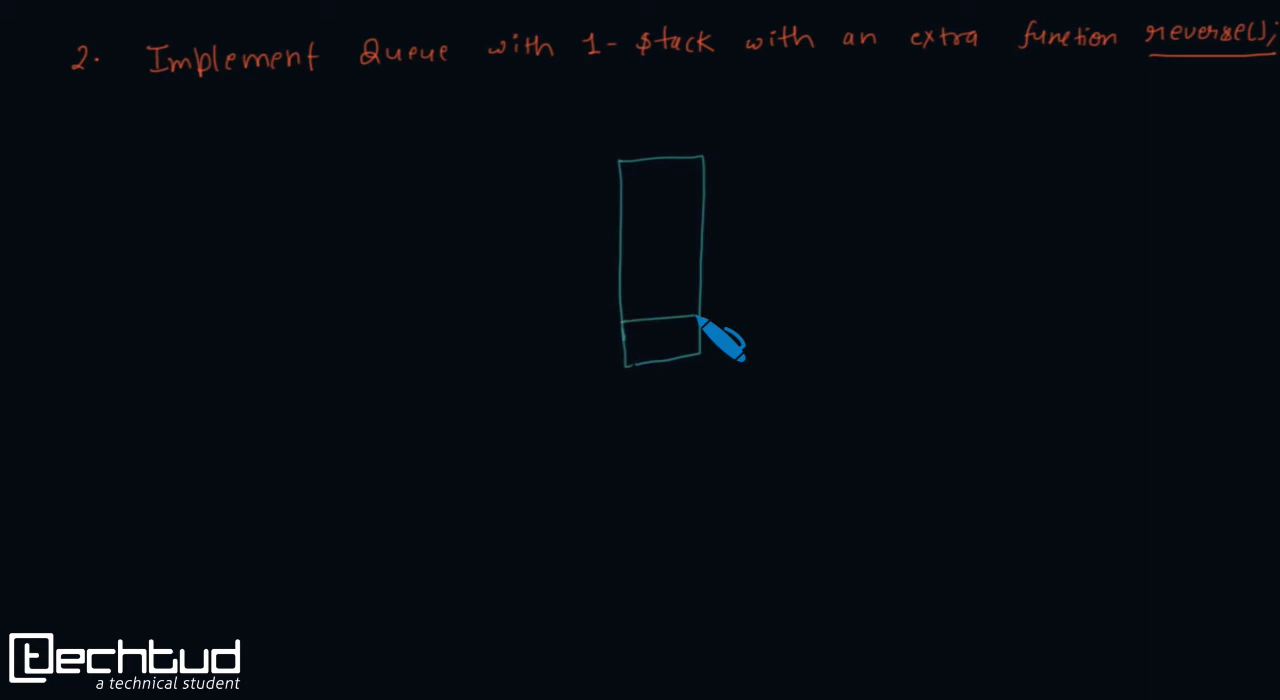 2. Implement Queue with 1- Stack with an extra function reverse();
techtud
a technical student